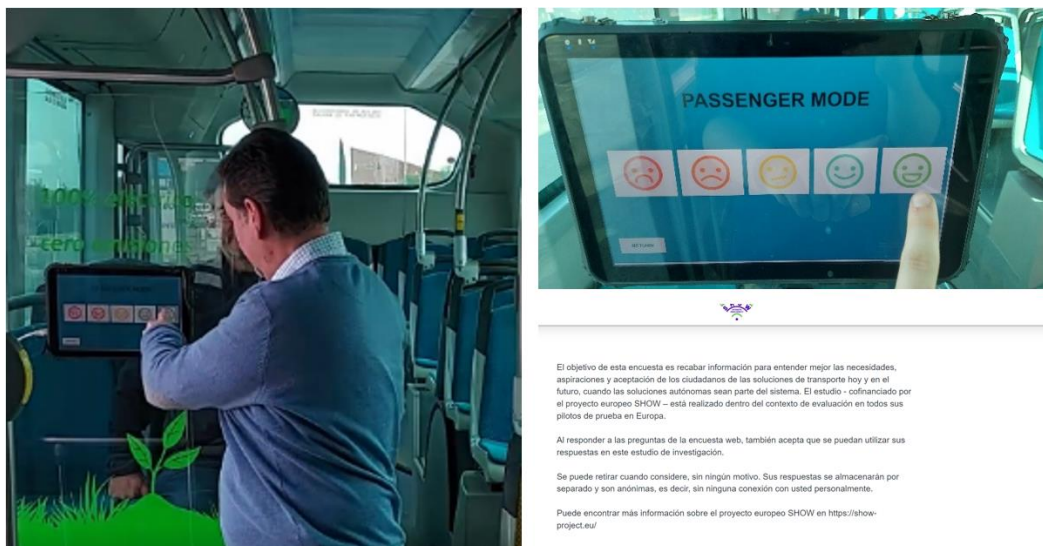 100% eléctrico
cero emisiones
PASSENGER MODE
PASSENGER MODE
RETURN
El objetivo de esta encuesta es recabar información para entender mejor las necesidades,
aspiraciones y aceptación de los ciudadanos de las soluciones de transporte hoy y en el
futuro, cuando las soluciones autónomas sean parte del sistema. El estudio - cofinanciado por
el proyecto europeo SHOW – está realizado dentro del contexto de evaluación en todos sus
pilotos de prueba en Europa.
Al responder a las preguntas de la encuesta web, también acepta que se puedan utilizar sus
respuestas en este estudio de investigación.
Se puede retirar cuando considere, sin ningún motivo. Sus respuestas se almacenarán por
separado y son anónimas, es decir, sin ninguna conexión con usted personalmente.
Puede encontrar más información sobre el proyecto europeo SHOW en https://show-
project.eu/